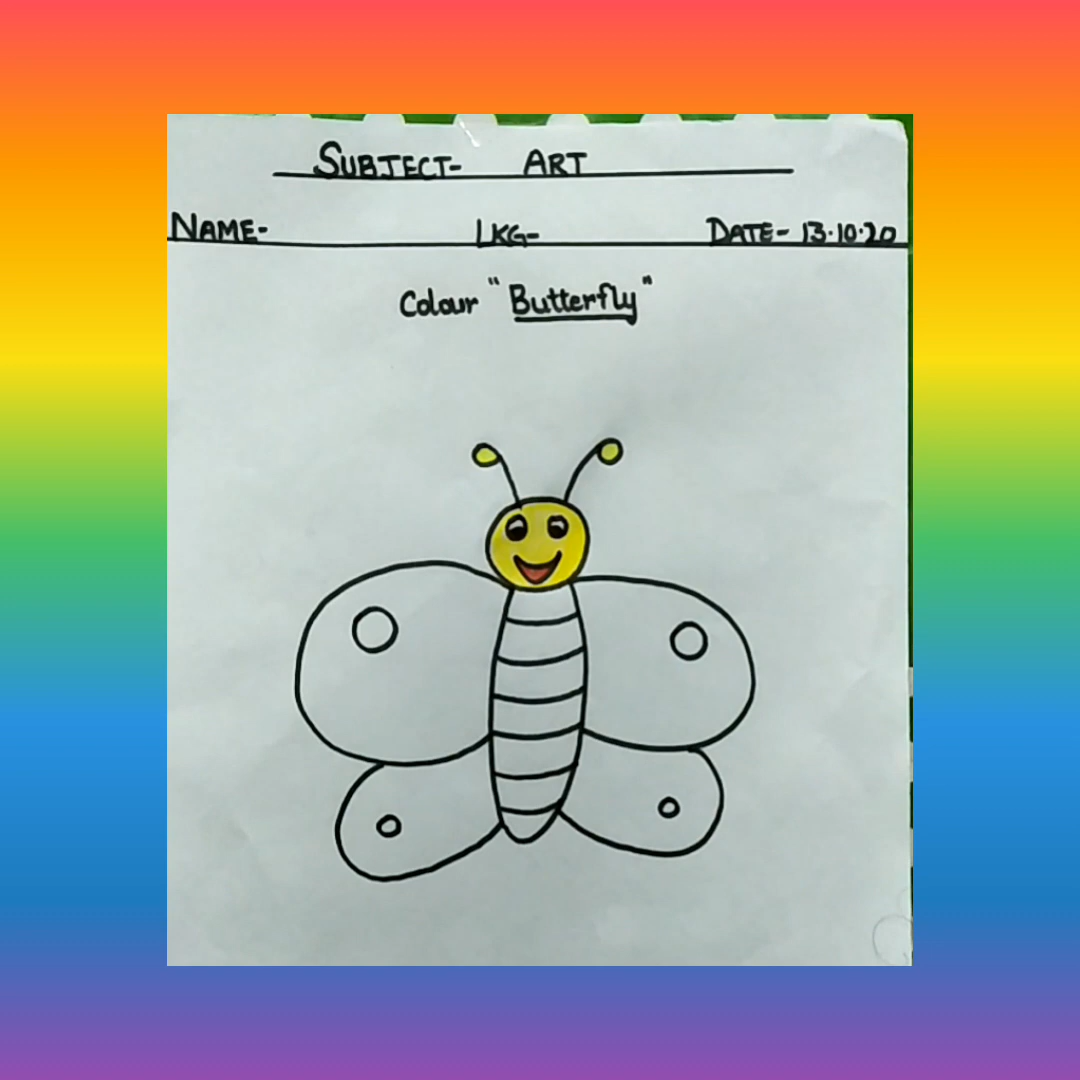 SUBJECT- ART
NAME- LKG- DATE- 13.10.20
Colour "Butterfly"